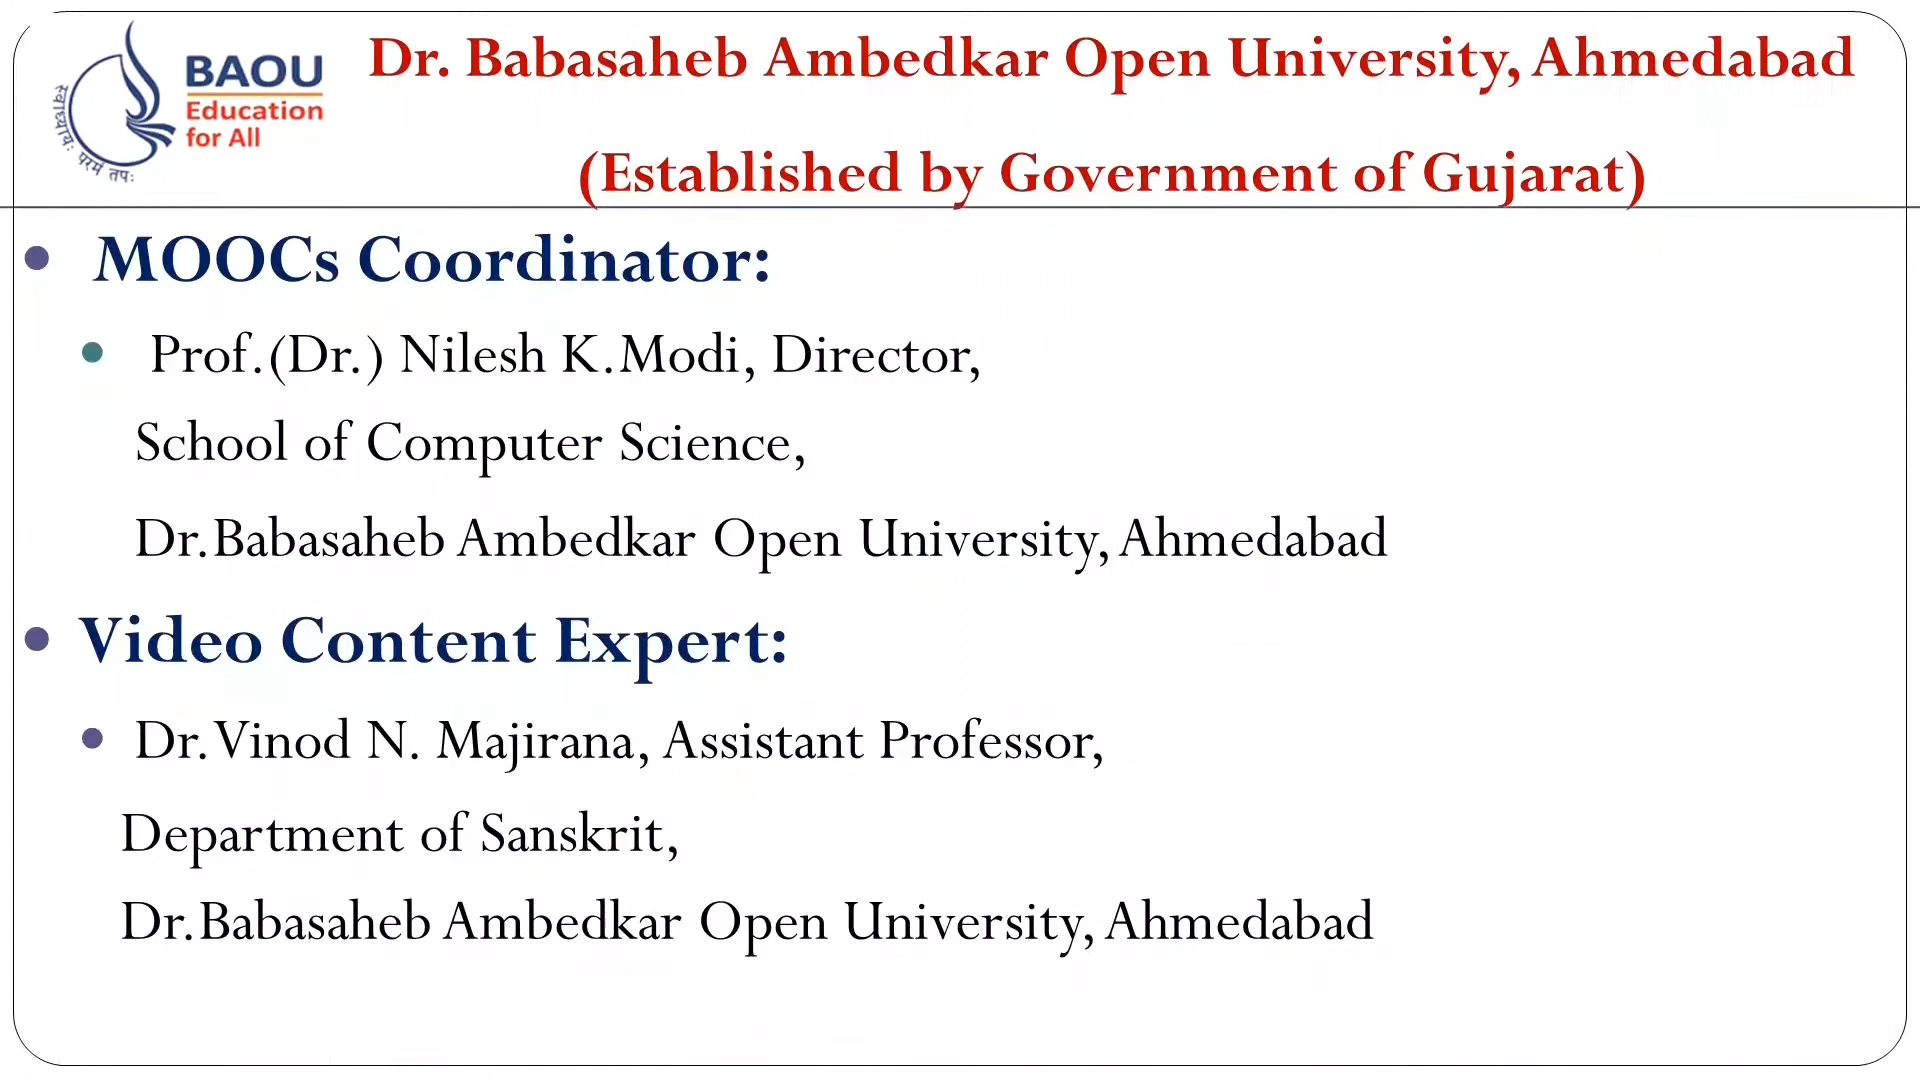 स्वाध्यायः परमं तपः
BAOU
Education
for All
Dr. Babasaheb Ambedkar Open University, Ahmedabad
(Established by Government of Gujarat)
MOOCs Coordinator:
Prof.(Dr.) Nilesh K.Modi, Director,
School of Computer Science,
Dr.Babasaheb Ambedkar Open University, Ahmedabad
Video Content Expert:
Dr. Vinod N. Majirana, Assistant Professor,
Department of Sanskrit,
Dr.Babasaheb Ambedkar Open University, Ahmedabad